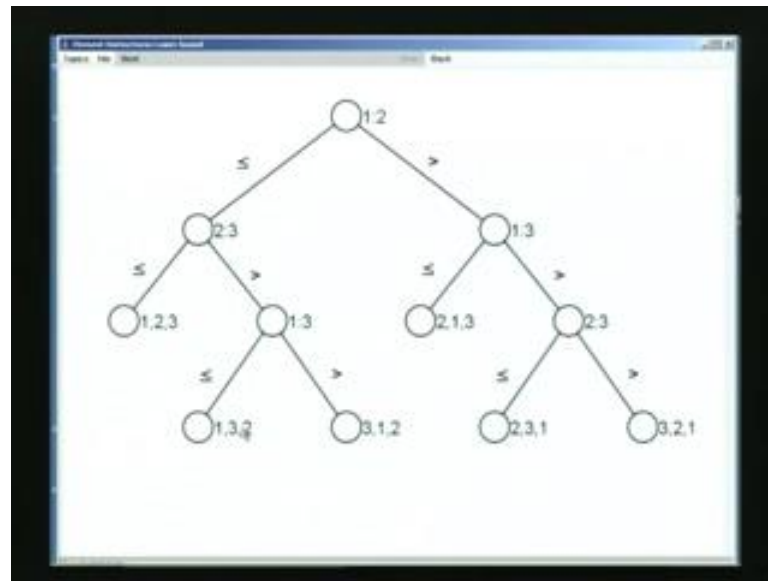 1:2
≤ >
2:3 1:3
≤ > ≤ >
1,2,3 1:3 2,1,3 2:3
≤ > ≤ >
1,3,2 3,1,2 2,3,1 3,2,1